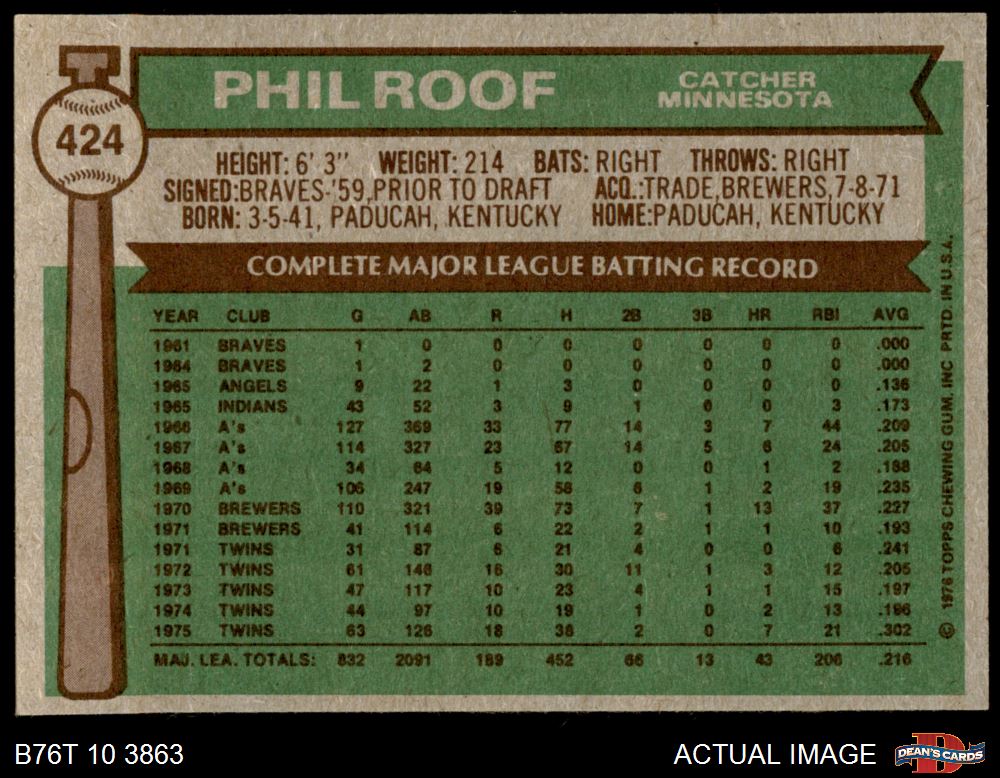 424
PHIL ROOF
CATCHER
MINNESOTA
HEIGHT: 6' 3" WEIGHT: 214 BATS: RIGHT THROWS: RIGHT
SIGNED:BRAVES-'59,PRIOR TO DRAFT ACQ.:TRADE,BREWERS,7-8-71
BORN: 3-5-41, PADUCAH, KENTUCKY HOME:PADUCAH, KENTUCKY
COMPLETE MAJOR LEAGUE BATTING RECORD
YEAR CLUB G AB R H 2B 3B HR RBI AVG
1961 BRAVES 1 0 0 0 0 0 0 0 .000
1964 BRAVES 1 2 0 0 0 0 0 0 .000
1965 ANGELS 9 22 1 3 0 0 0 0 .136
1965 INDIANS 43 52 3 9 1 0 0 3 .173
1966 A's 127 369 33 77 14 3 7 44 .209
1967 A's 114 327 23 67 14 5 6 24 .205
1968 A's 34 64 5 12 0 0 1 2 .188
1969 A's 106 247 19 58 6 1 2 19 .235
1970 BREWERS 110 321 39 73 7 1 13 37 .227
1971 BREWERS 41 114 6 22 2 1 1 10 .193
1971 TWINS 31 87 6 21 4 0 0 6 .241
1972 TWINS 61 146 16 30 11 1 3 12 .205
1973 TWINS 47 117 10 23 4 1 1 15 .197
1974 TWINS 44 97 10 19 1 0 2 13 .196
1975 TWINS 63 126 18 38 2 0 7 21 .302
MAJ. LEA. TOTALS: 832 2091 189 452 66 13 43 206 .216
© 1976 TOPPS CHEWING GUM, INC PRTD. IN U.S.A.
B76T 10 3863
ACTUAL IMAGE
DEAN'S CARDS